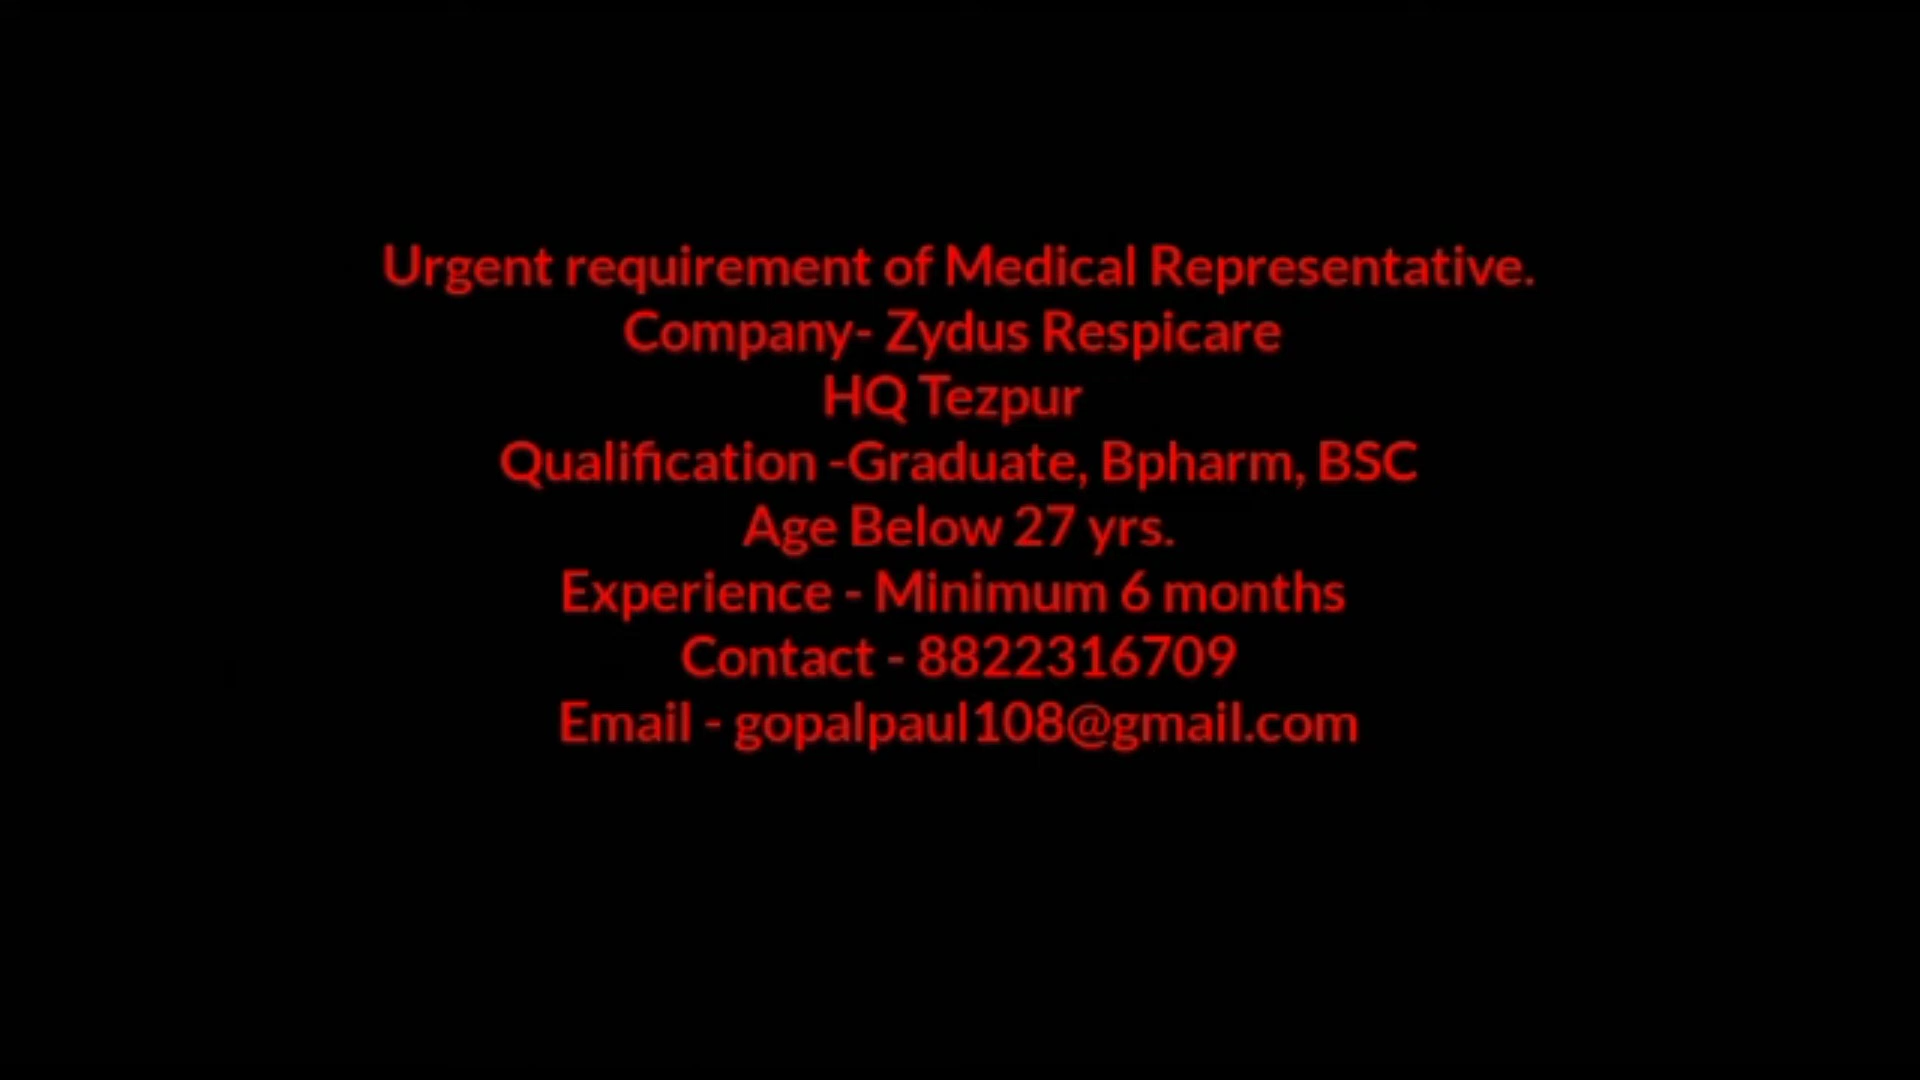 Urgent requirement of Medical Representative.
Company- Zydus Respicare
HQ Tezpur
Qualification -Graduate, Bpharm, BSC
Age Below 27 yrs.
Experience - Minimum 6 months
Contact - 8822316709
Email - gopalpaul108@gmail.com